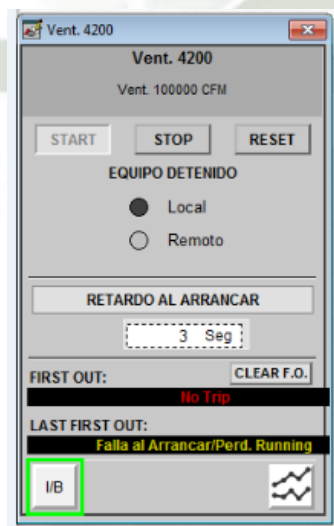 Vent. 4200
Vent. 4200
Vent. 100000 CFM
START STOP RESET
EQUIPO DETENIDO
Local
Remoto
RETARDO AL ARRANCAR
3 Seg
FIRST OUT: CLEAR F.O.
No Trip
LAST FIRST OUT:
Falla al Arrancar/Perd. Running
I/B